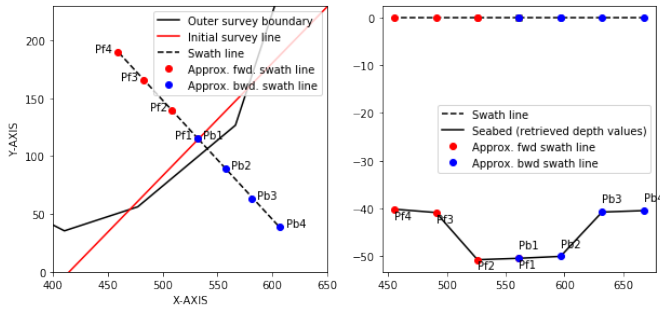 Outer survey boundary
Initial survey line
Swath line
Approx. fwd. swath line
Approx. bwd. swath line
Pf4
Pf3
Pf2
Pf1
Pb1
Pb2
Pb3
Pb4
200
150
100
50
0
Y-AXIS
400
450
500
550
600
650
X-AXIS
0
−10
−20
−30
−40
−50
Swath line
Seabed (retrieved depth values)
Approx. fwd swath line
Approx. bwd swath line
Pf4
Pf3
Pf2
Pb1
Pf1
Pb2
Pb3
Pb4
450
500
550
600
650